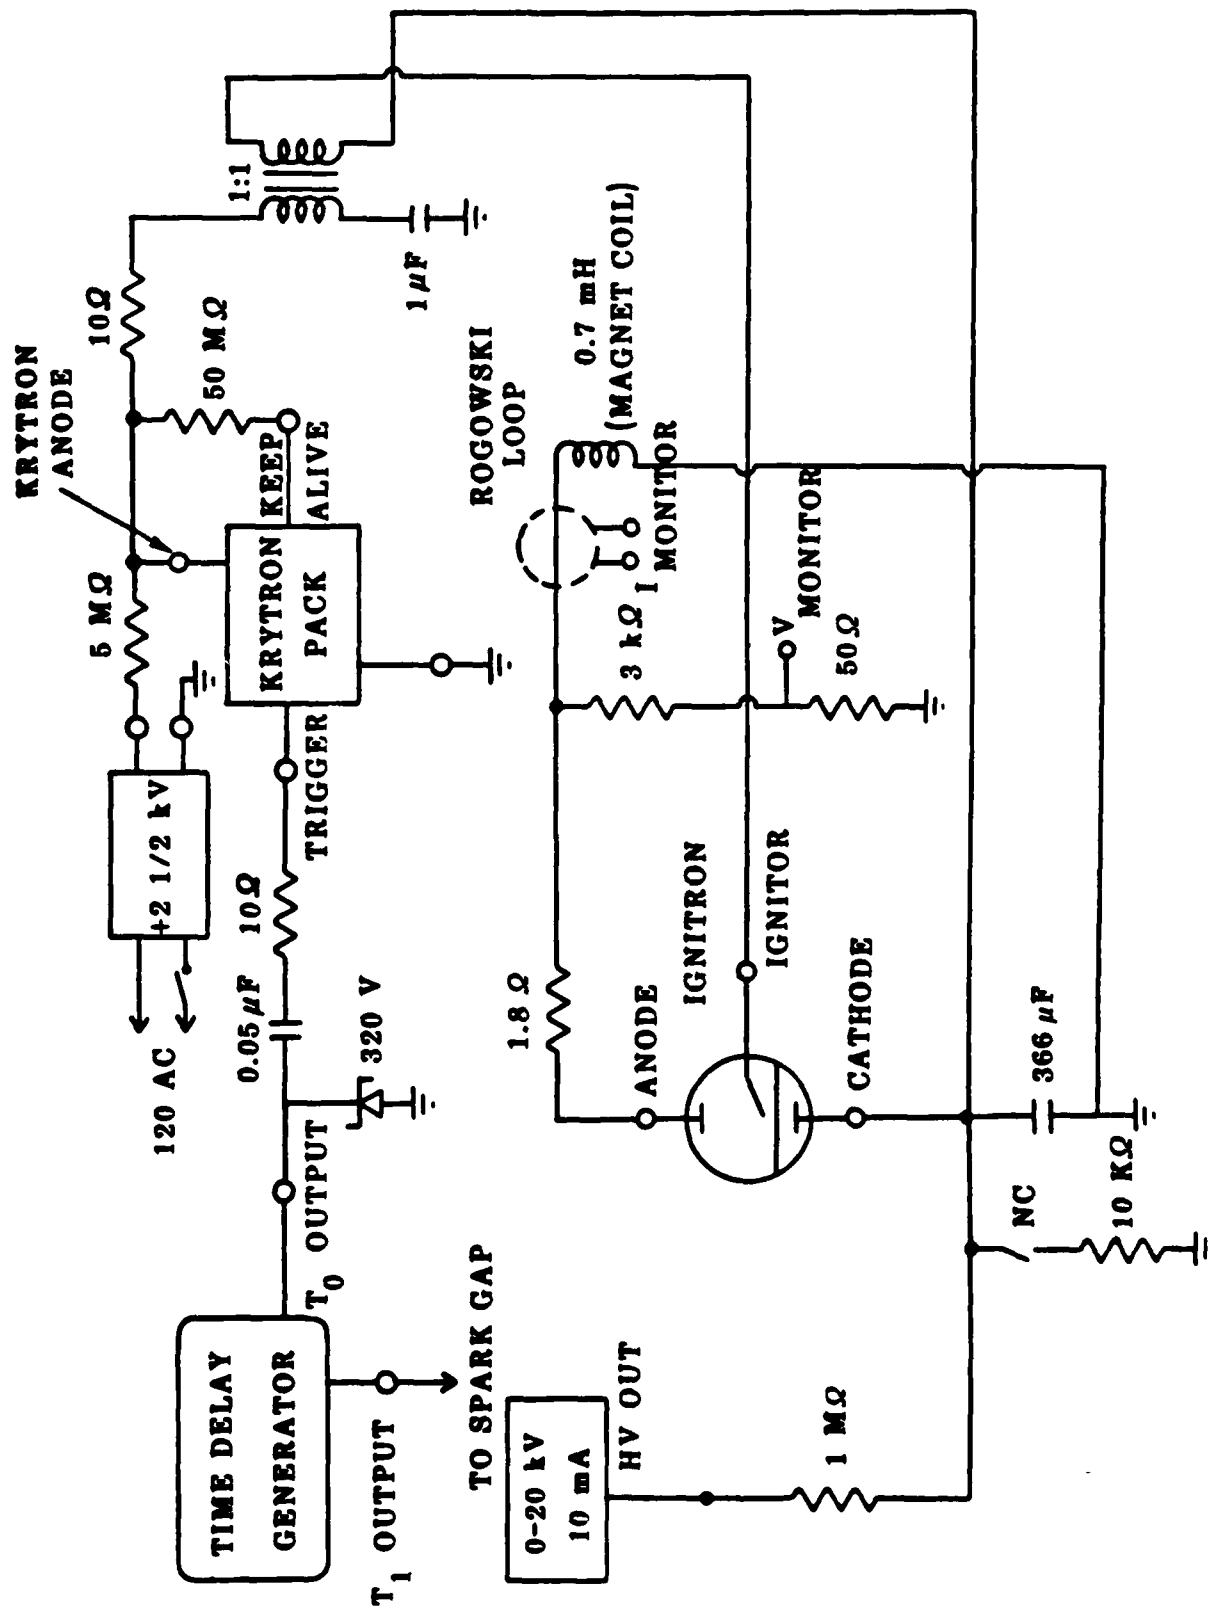 TIME DELAY
GENERATOR
T0 OUTPUT
T1 OUTPUT
TO SPARK GAP
120 AC
+2 1/2 kV
5 MΩ
KRYTRON
ANODE
10Ω
50 MΩ
1:1
1 μF
320 V
0.05 μF
10Ω
TRIGGER
KRYTRON
PACK
KEEP
ALIVE
0-20 kV
10 mA
HV OUT
1 MΩ
1.8 Ω
ANODE
IGNITRON
IGNITOR
CATHODE
366 μF
NC
10 KΩ
3 kΩ
V
MONITOR
50Ω
I
MONITOR
ROGOWSKI
LOOP
0.7 mH
(MAGNET COIL)